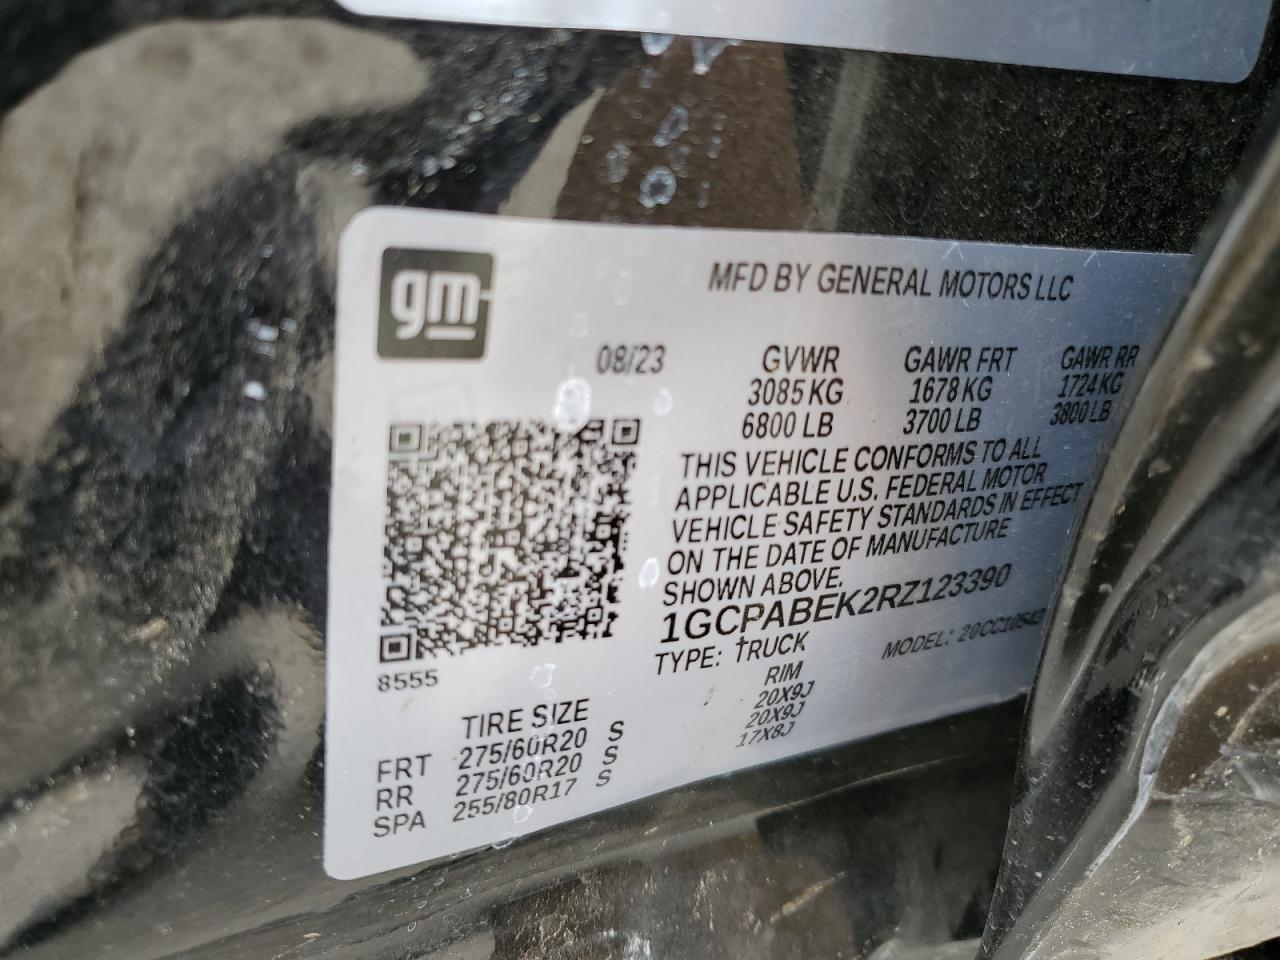 gm
MFD BY GENERAL MOTORS LLC
08/23 GVWR GAWR FRT GAWR RR
3085 KG 1678 KG 1724 KG
6800 LB 3700 LB 3800 LB
THIS VEHICLE CONFORMS TO ALL
APPLICABLE U.S. FEDERAL MOTOR
VEHICLE SAFETY STANDARDS IN EFFECT
ON THE DATE OF MANUFACTURE
SHOWN ABOVE.
1GCPABEK2RZ123390
TYPE: TRUCK MODEL: 20CC10543
8555
TIRE SIZE RIM
FRT 275/60R20 S 20X9J
RR 275/60R20 S 20X9J
SPA 255/80R17 S 17X8J